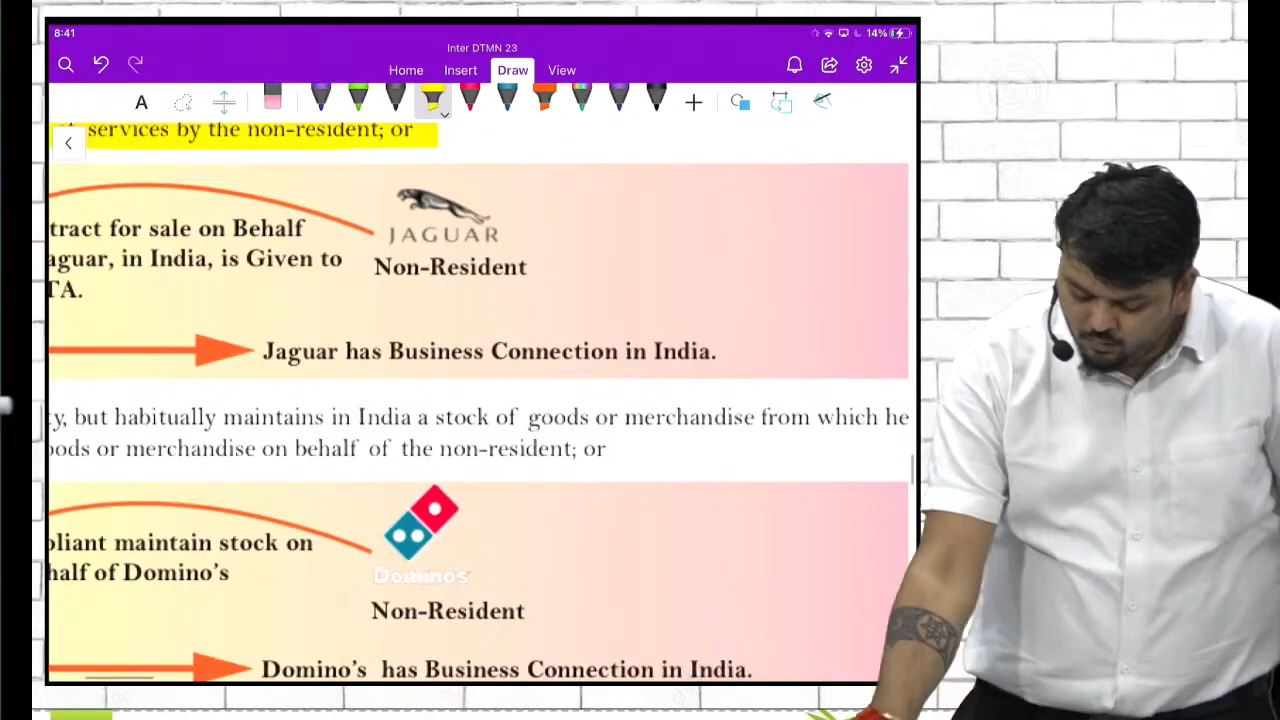 8:41
14%
Inter DTMN 23
Home Insert Draw View
A
services by the non-resident; or
JAGUAR
tract for sale on Behalf
aguar, in India, is Given to
TA.
Non-Resident
Jaguar has Business Connection in India.
ty, but habitually maintains in India a stock of goods or merchandise from which he
oods or merchandise on behalf of the non-resident; or
bliant maintain stock on
half of Domino's
Domino's
Non-Resident
Domino's has Business Connection in India.